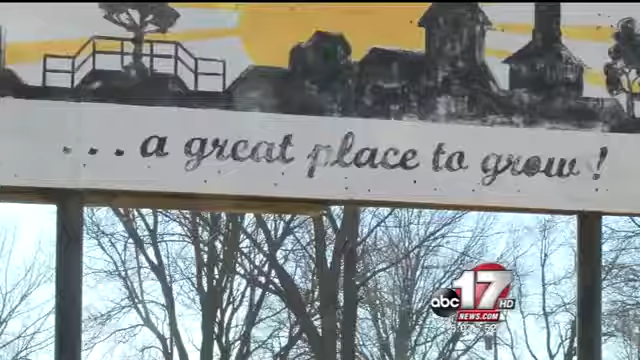 . . . a great place to grow!
abc 17 HD
NEWS.COM